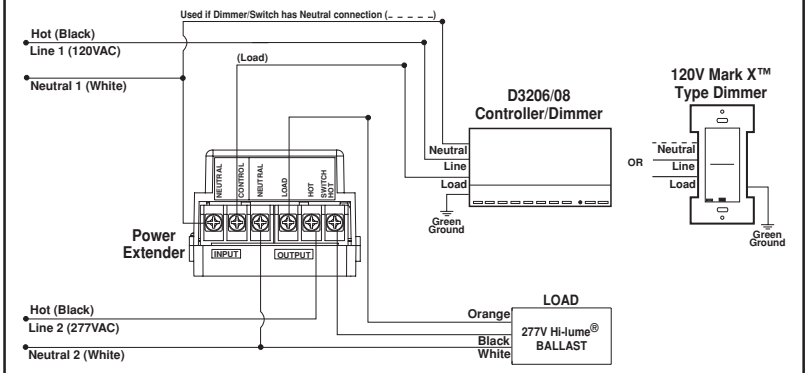 Used if Dimmer/Switch has Neutral connection (_ _ _ _ _)
Hot (Black)
Line 1 (120VAC)
Neutral 1 (White)
(Load)
D3206/08
Controller/Dimmer
120V Mark X™
Type Dimmer
Neutral
Line
Load
Green
Ground
OR
Neutral
Line
Load
Green
Ground
NEUTRAL
CONTROL
NEUTRAL
LOAD
HOT
SWITCH
HOT
Power
Extender
INPUT
OUTPUT
Hot (Black)
Line 2 (277VAC)
Neutral 2 (White)
LOAD
Orange
Black
White
277V Hi-lume®
BALLAST